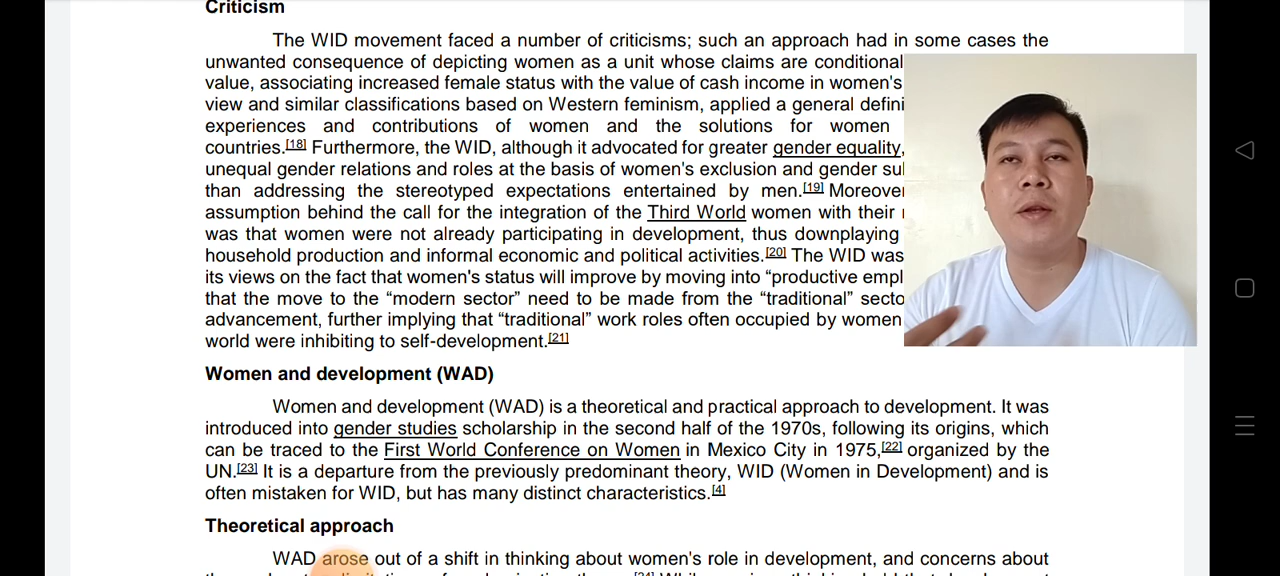 Criticism
The WID movement faced a number of criticisms; such an approach had in some cases the
unwanted consequence of depicting women as a unit whose claims are conditional
value, associating increased female status with the value of cash income in women's
view and similar classifications based on Western feminism, applied a general
experiences and contributions of women and the solutions for women
countries.[18] Furthermore, the WID, although it advocated for greater gender equality,
unequal gender relations and roles at the basis of women's exclusion and gender
than addressing the stereotyped expectations entertained by men.[19] Moreover
assumption behind the call for the integration of the Third World women with their
was that women were not already participating in development, thus downplaying
household production and informal economic and political activities.[20] The WID was
its views on the fact that women's status will improve by moving into “productive
that the move to the “modern sector” need to be made from the “traditional”
advancement, further implying that “traditional” work roles often occupied by women
world were inhibiting to self-development.[21]
Women and development (WAD)
Women and development (WAD) is a theoretical and practical approach to development. It was
introduced into gender studies scholarship in the second half of the 1970s, following its origins, which
can be traced to the First World Conference on Women in Mexico City in 1975,[22] organized by the
UN.[23] It is a departure from the previously predominant theory, WID (Women in Development) and is
often mistaken for WID, but has many distinct characteristics.[4]
Theoretical approach
WAD arose out of a shift in thinking about women's role in development, and concerns about